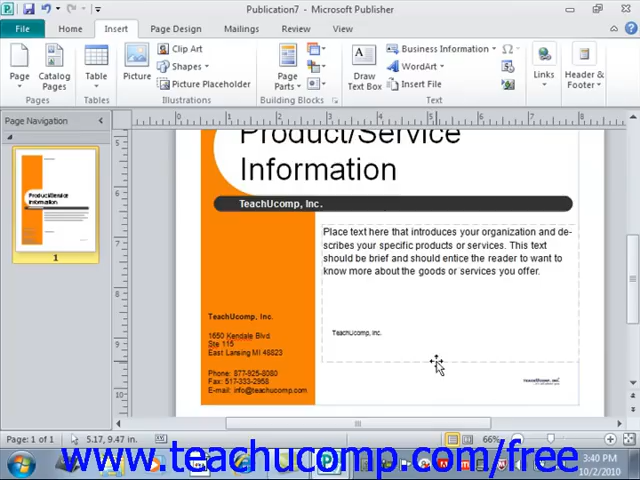 Publication7 - Microsoft Publisher
File Home Insert Page Design Mailings Review View
Page
Catalog Pages
Table
Picture
Clip Art
Shapes
Picture Placeholder
Page Parts
Draw Text Box
Business Information
WordArt
Insert File
Links
Header & Footer
Pages Tables Illustrations Building Blocks Text
Page Navigation
1
Product/Service
Information
TeachUcomp, Inc.
Place text here that introduces your organization and de-
scribes your specific products or services. This text
should be brief and should entice the reader to want to
know more about the goods or services you offer.
TeachUcomp, Inc.
TeachUcomp, Inc.
1650 Kendale Blvd
Ste 115
East Lansing MI 48823
Phone: 877-925-8080
Fax: 517-333-2958
E-mail: info@teachucomp.com
Page: 1 of 1 5.17, 9.47 in. 66%
www.teachucomp.com/free
3:40 PM
10/2/2010